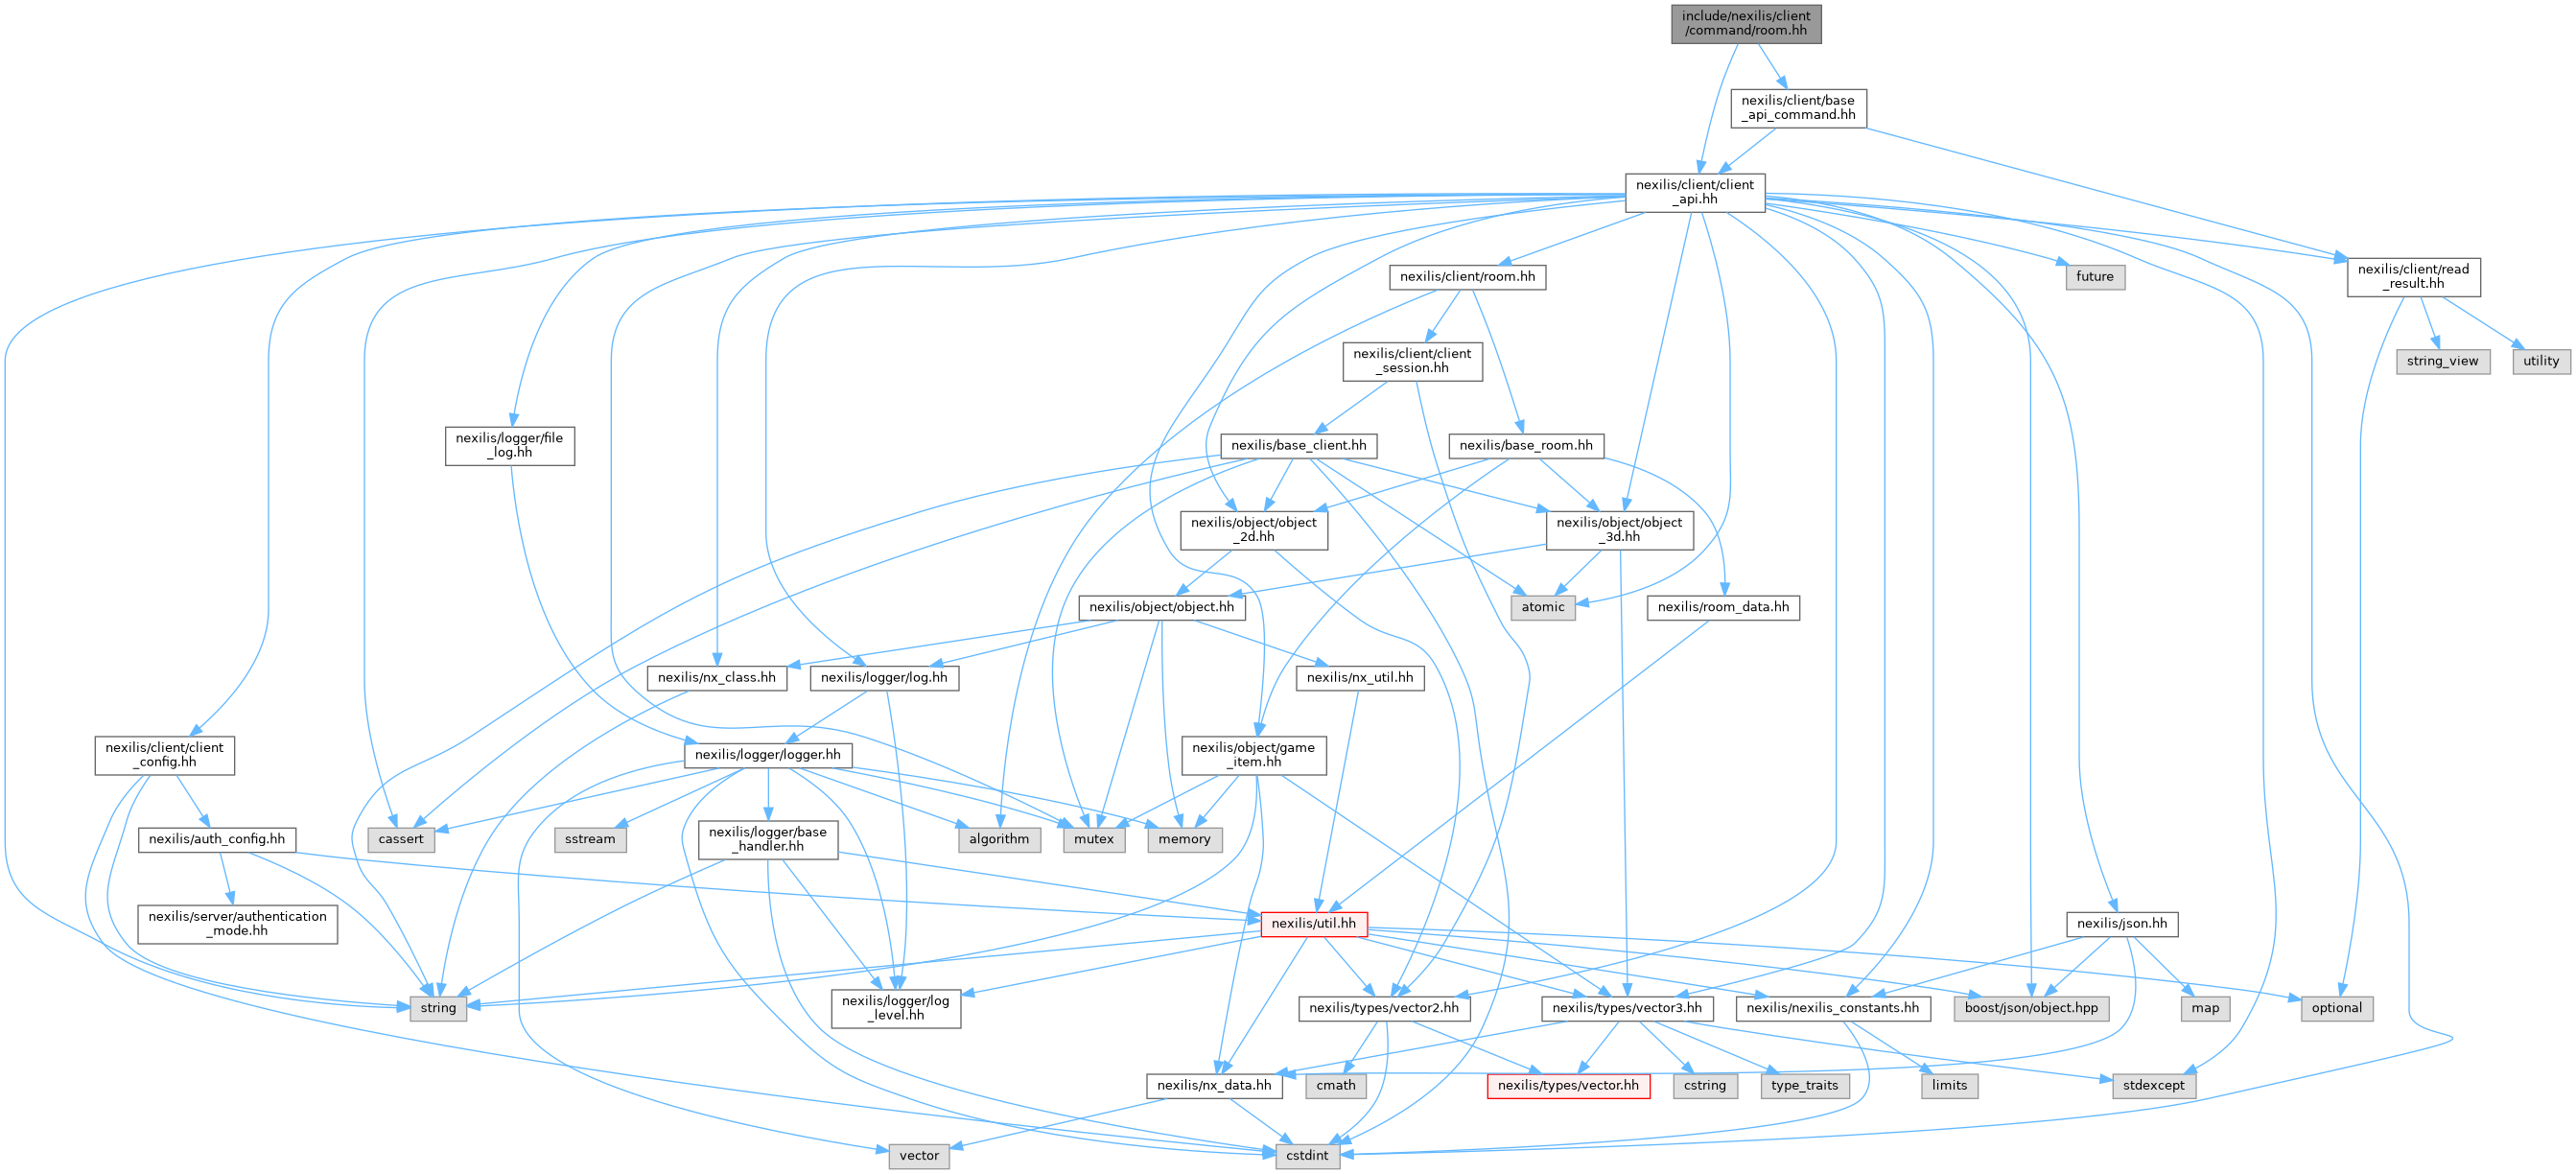 include/nexilis/client
/command/room.hh
nexilis/client/base
_api_command.hh
nexilis/client/client
_api.hh
nexilis/client/room.hh
future
nexilis/client/read
_result.hh
nexilis/client/client
_session.hh
string_view
utility
nexilis/logger/file
_log.hh
nexilis/base_client.hh
nexilis/base_room.hh
nexilis/object/object
_2d.hh
nexilis/object/object
_3d.hh
nexilis/object/object.hh
atomic
nexilis/room_data.hh
nexilis/nx_class.hh
nexilis/logger/log.hh
nexilis/nx_util.hh
nexilis/client/client
_config.hh
nexilis/logger/logger.hh
nexilis/object/game
_item.hh
nexilis/auth_config.hh
cassert
sstream
nexilis/logger/base
_handler.hh
algorithm
mutex
memory
nexilis/server/authentication
_mode.hh
nexilis/util.hh
nexilis/json.hh
string
nexilis/logger/log
_level.hh
nexilis/types/vector2.hh
nexilis/types/vector3.hh
nexilis/nexilis_constants.hh
boost/json/object.hpp
map
optional
nexilis/nx_data.hh
cmath
nexilis/types/vector.hh
cstring
type_traits
limits
stdexcept
vector
cstdint